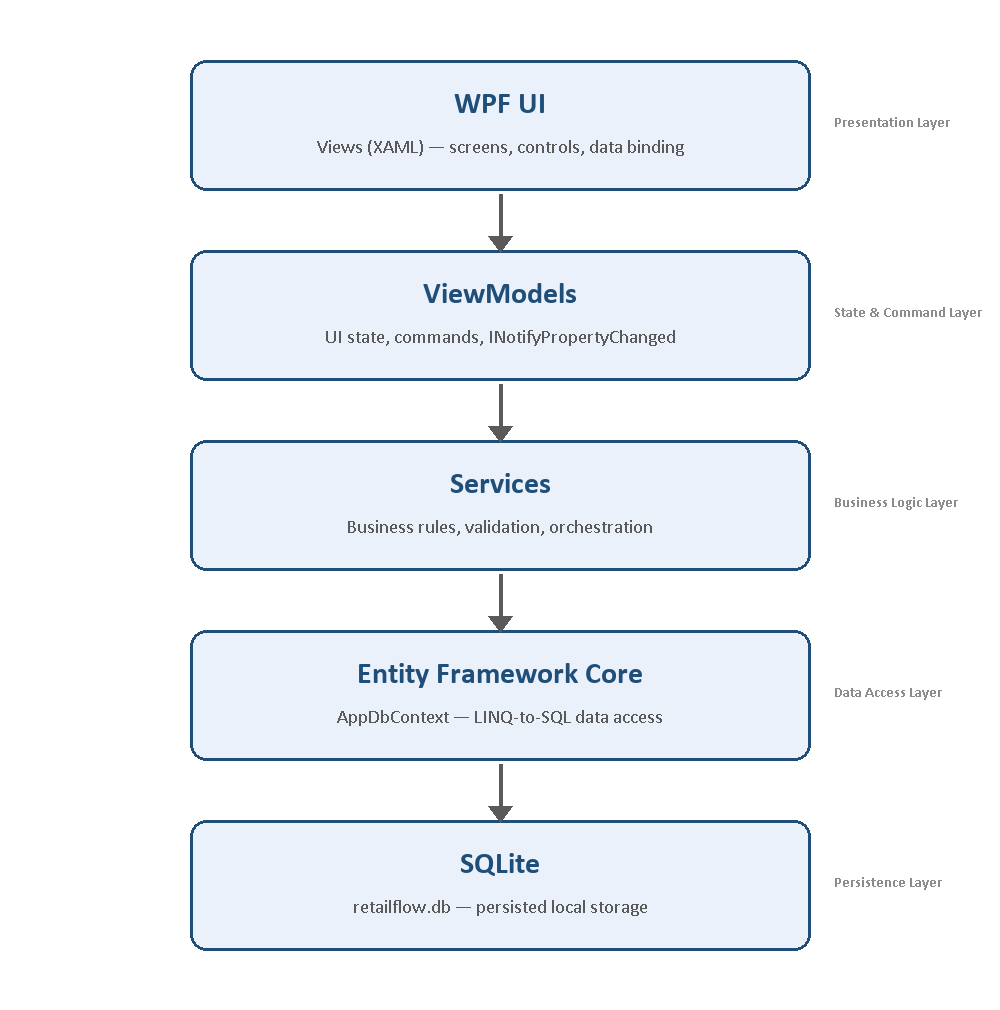 WPF UI
Views (XAML) — screens, controls, data binding
Presentation Layer
ViewModels
UI state, commands, INotifyPropertyChanged
State & Command Layer
Services
Business rules, validation, orchestration
Business Logic Layer
Entity Framework Core
AppDbContext — LINQ-to-SQL data access
Data Access Layer
SQLite
retailflow.db — persisted local storage
Persistence Layer